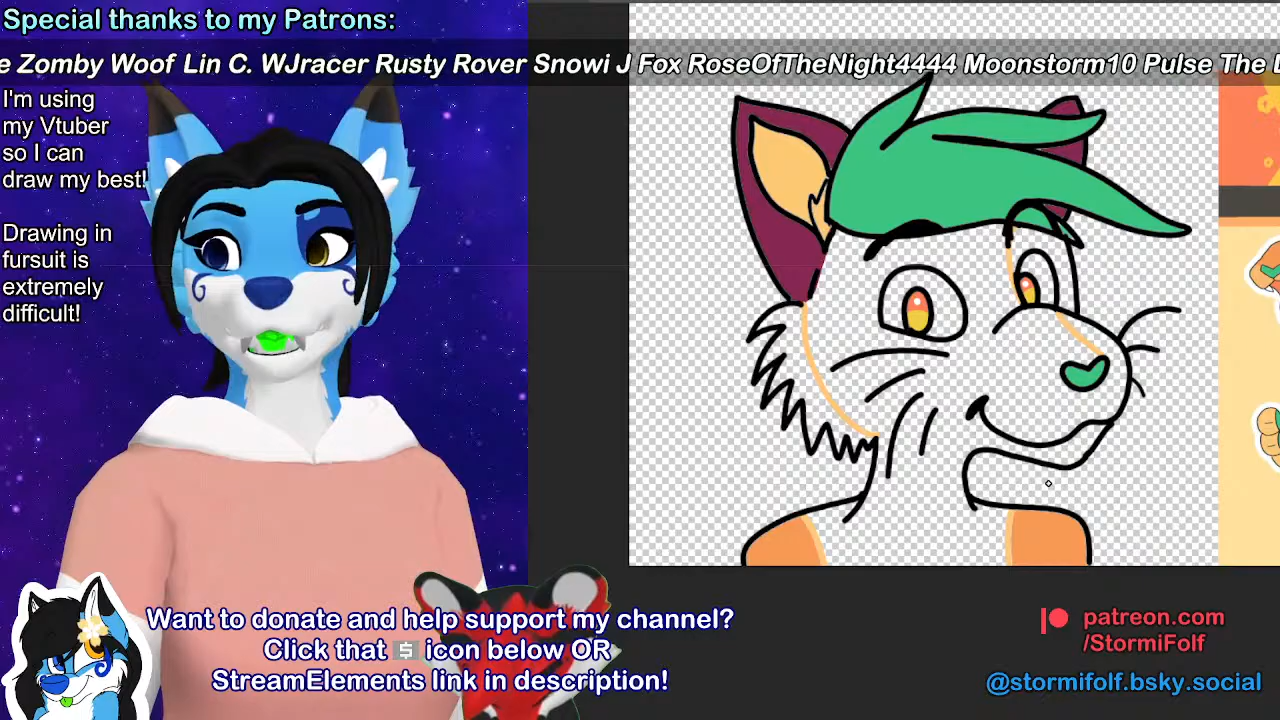 Special thanks to my Patrons:
e Zomby Woof Lin C. WJracer Rusty Rover Snowi J Fox RoseOfTheNight4444 Moonstorm10 Pulse The
I'm using
my Vtuber
so I can
draw my best!
Drawing in
fursuit is
extremely
difficult!
Want to donate and help support my channel?
Click that $ icon below OR
StreamElements link in description!
patreon.com
/StormiFolf
@stormifolf.bsky.social